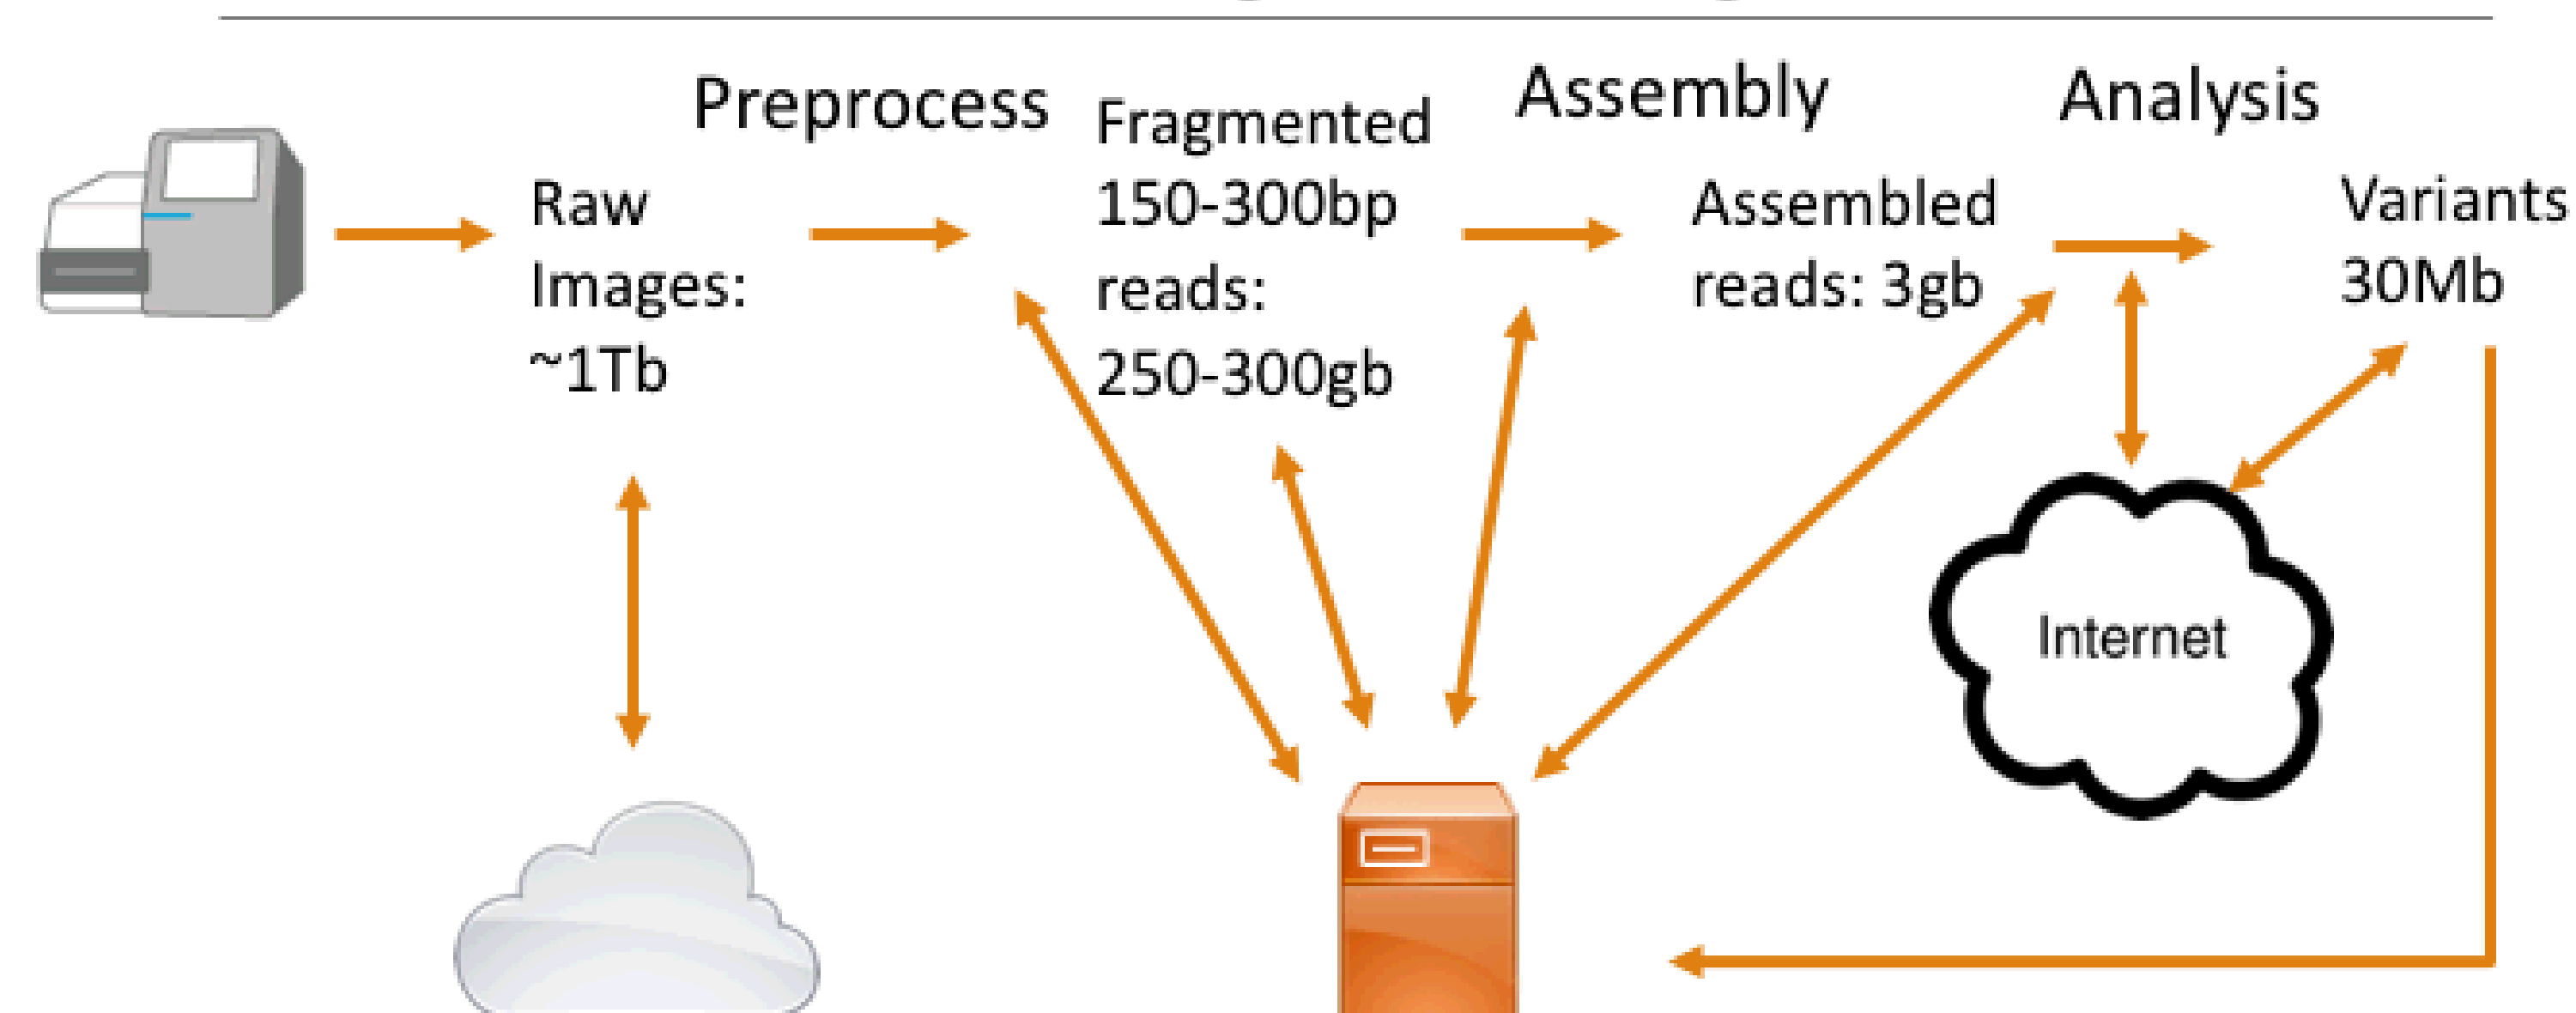 Preprocess
Assembly
Analysis
Raw
Images:
~1Tb
Fragmented
150-300bp
reads:
250-300gb
Assembled
reads: 3gb
Variants
30Mb
Internet